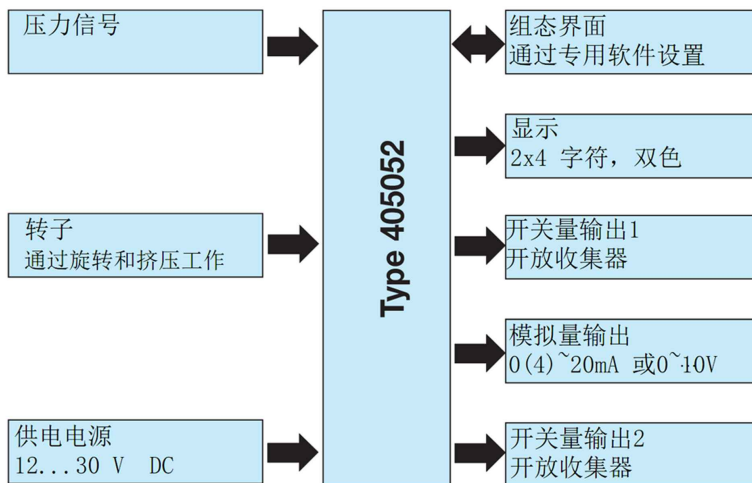 压力信号
转子
通过旋转和挤压工作
供电电源
12...30 V DC
Type 405052
组态界面
通过专用软件设置
显示
2x4 字符，双色
开关量输出1
开放收集器
模拟量输出
0(4)~20mA 或0~10V
开关量输出2
开放收集器